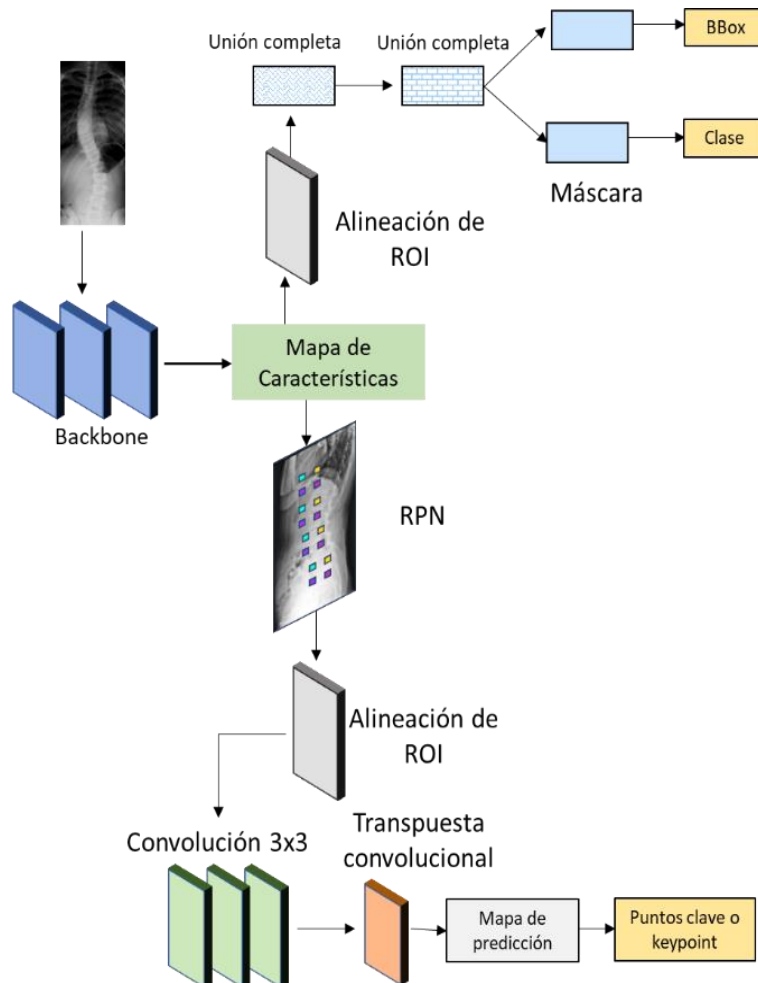 Unión completa
Unión completa
BBox
Clase
Máscara
Alineación de
ROI
Mapa de
Características
Backbone
RPN
Alineación de
ROI
Convolución 3x3
Transpuesta
convolucional
Mapa de
predicción
Puntos clave o
keypoint